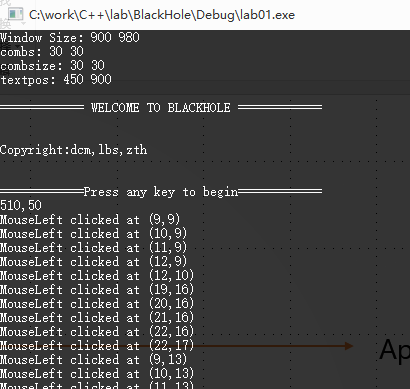 C:\work\C++\lab\BlackHole\Debug\lab01.exe
Window Size: 900 980
combs: 30 30
combsize: 30 30
textpos: 450 900
════════════ WELCOME TO BLACKHOLE ════════════
Copyright:dcm,lbs,zth
════════════Press any key to begin════════════
510,50
MouseLeft clicked at (9,9)
MouseLeft clicked at (10,9)
MouseLeft clicked at (11,9)
MouseLeft clicked at (12,9)
MouseLeft clicked at (12,10)
MouseLeft clicked at (19,16)
MouseLeft clicked at (20,16)
MouseLeft clicked at (21,16)
MouseLeft clicked at (22,16)
MouseLeft clicked at (22,17)
Ap
MouseLeft clicked at (9,13)
MouseLeft clicked at (10,13)
MouseLeft clicked at (11,13)